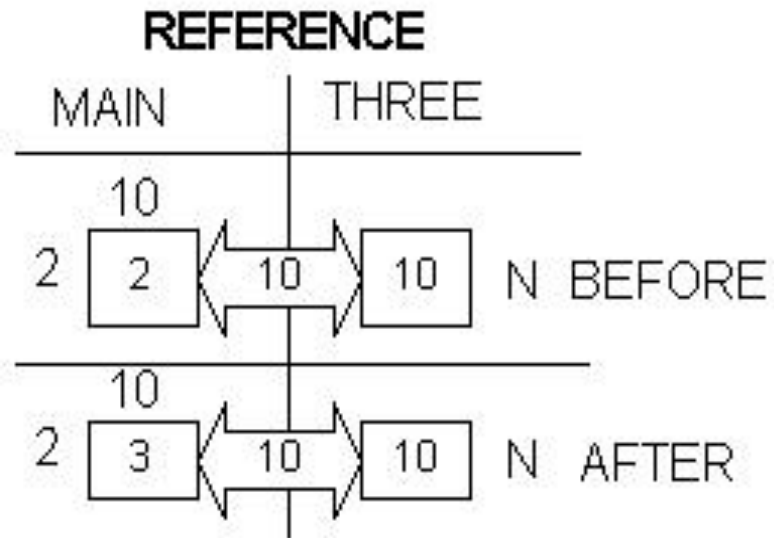 REFERENCE
MAIN THREE
10
2 2 10 10 N BEFORE
10
2 3 10 10 N AFTER